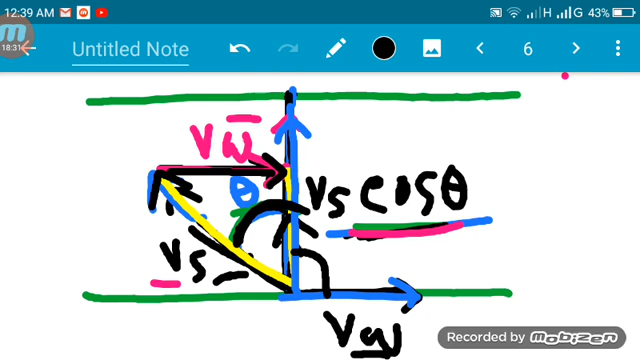 12:39 AM H G 43%
18:31 Untitled Note 6
Vw
θ Vs cosθ
Vs
Vw
Recorded by mobizen